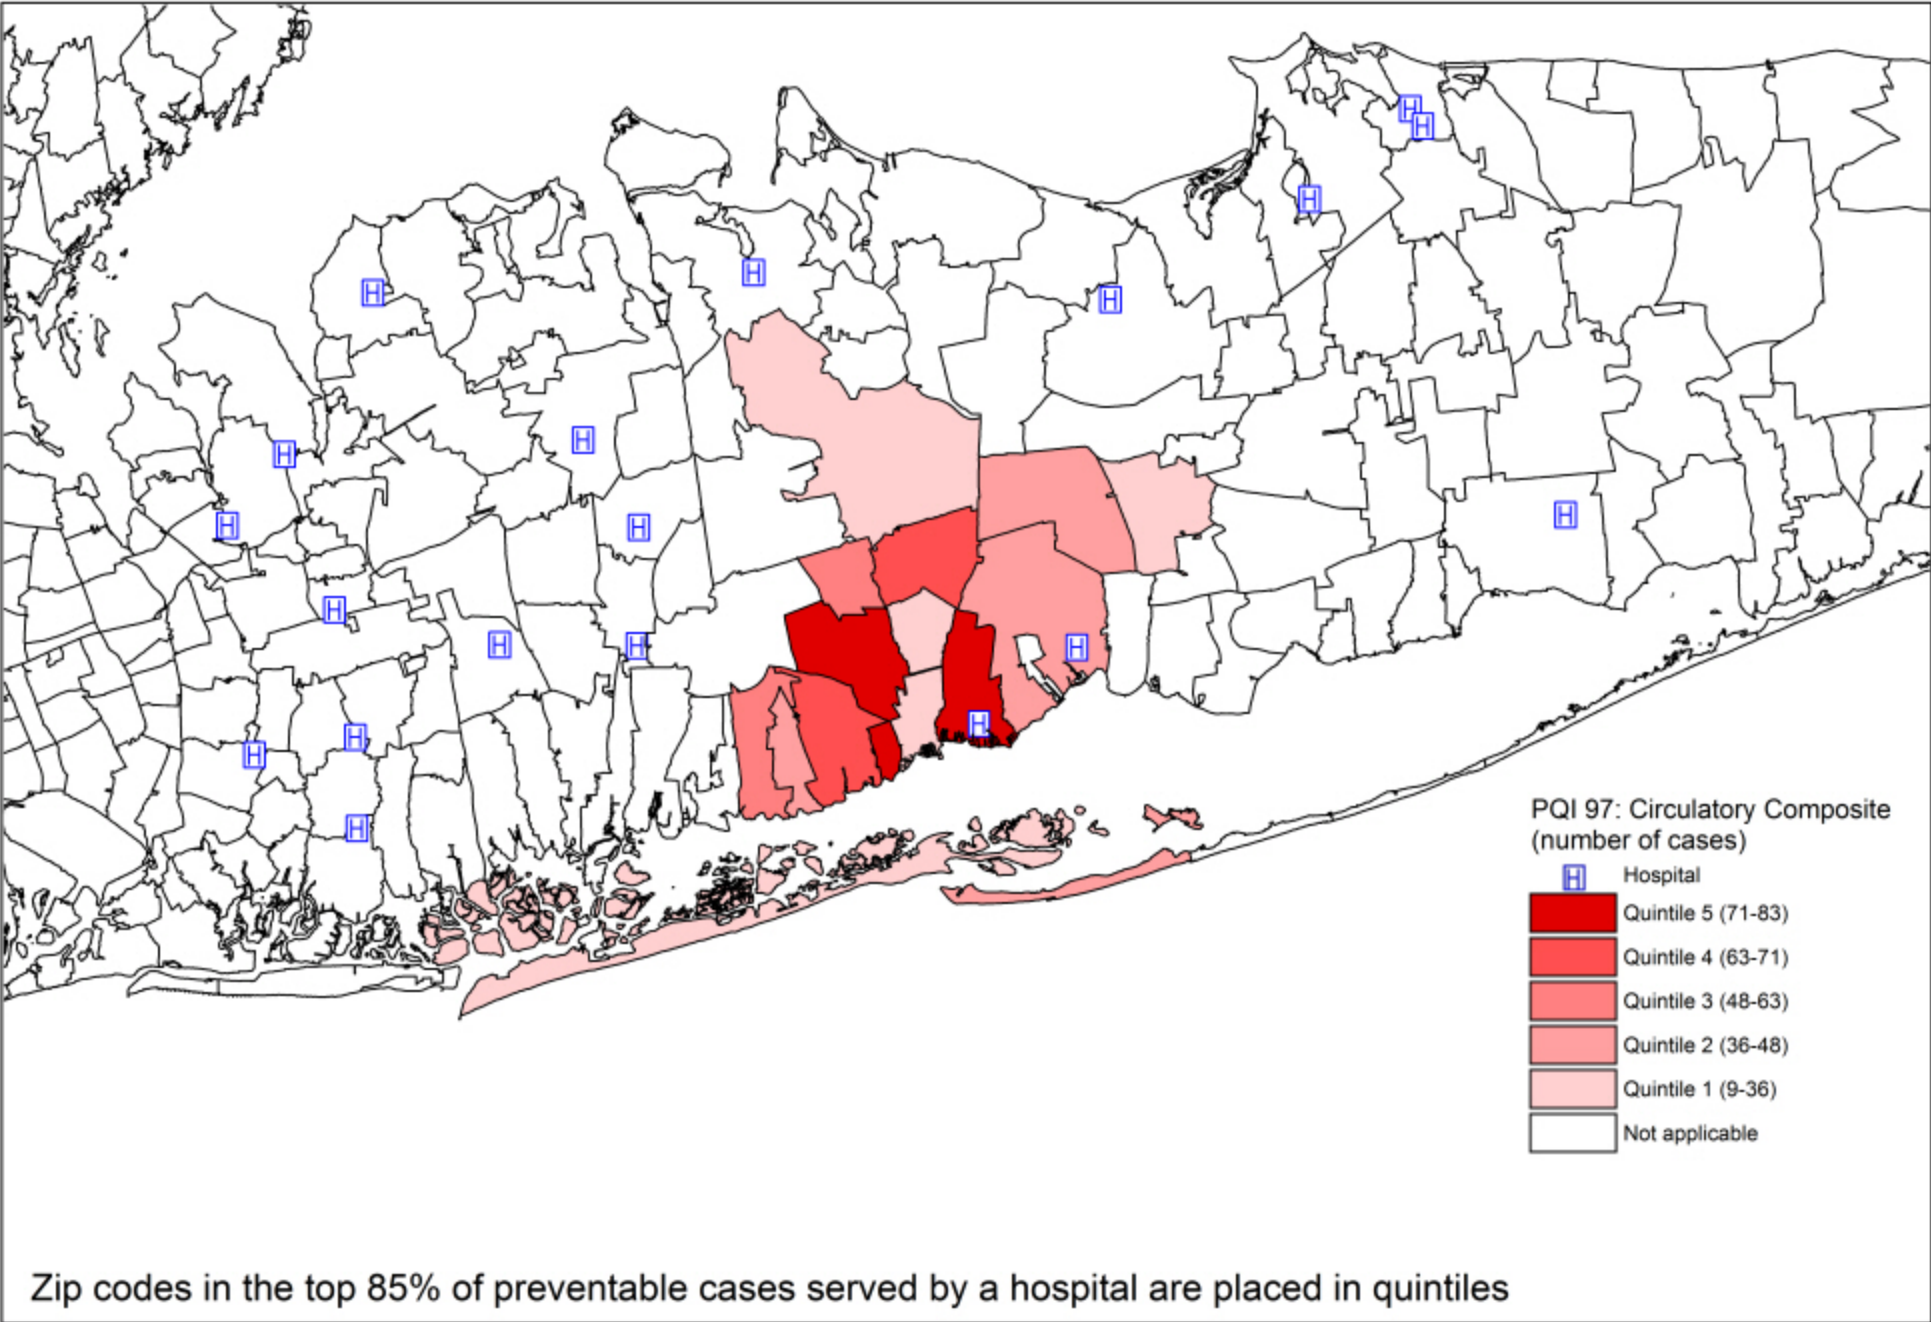 PQI 97: Circulatory Composite
(number of cases)
H Hospital
Quintile 5 (71-83)
Quintile 4 (63-71)
Quintile 3 (48-63)
Quintile 2 (36-48)
Quintile 1 (9-36)
Not applicable
Zip codes in the top 85% of preventable cases served by a hospital are placed in quintiles